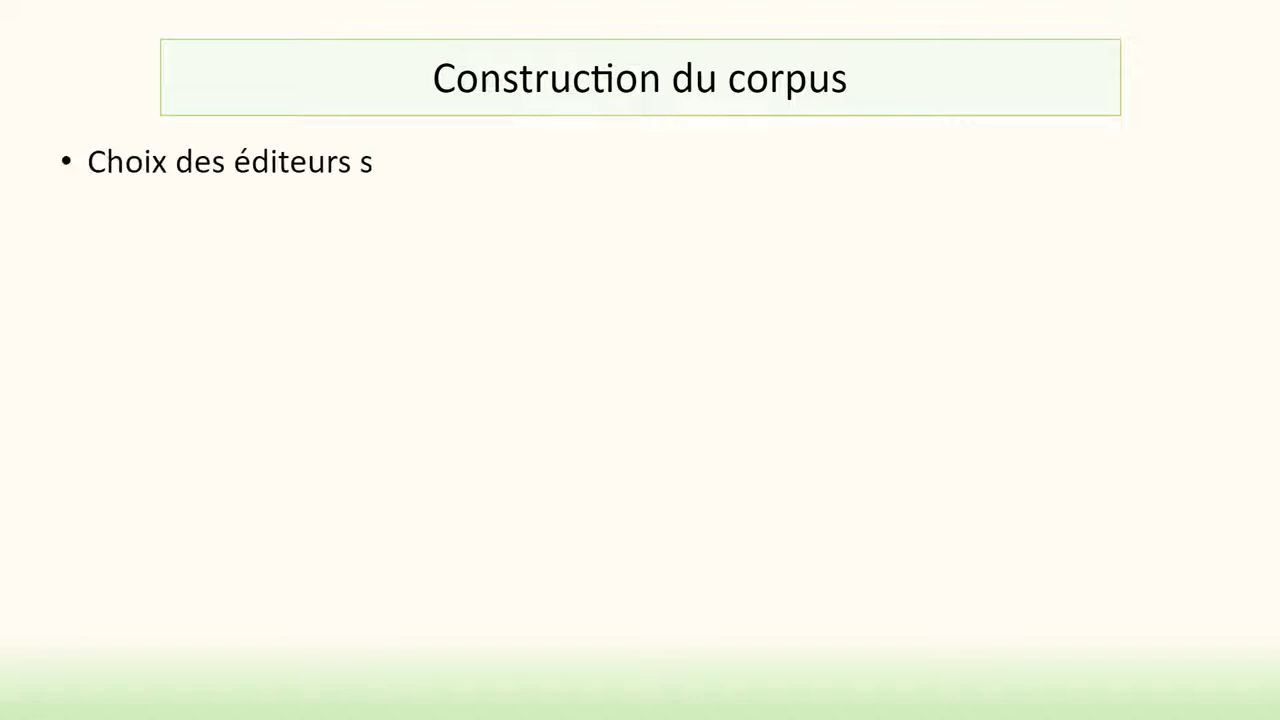 Construction du corpus
• Choix des éditeurs s